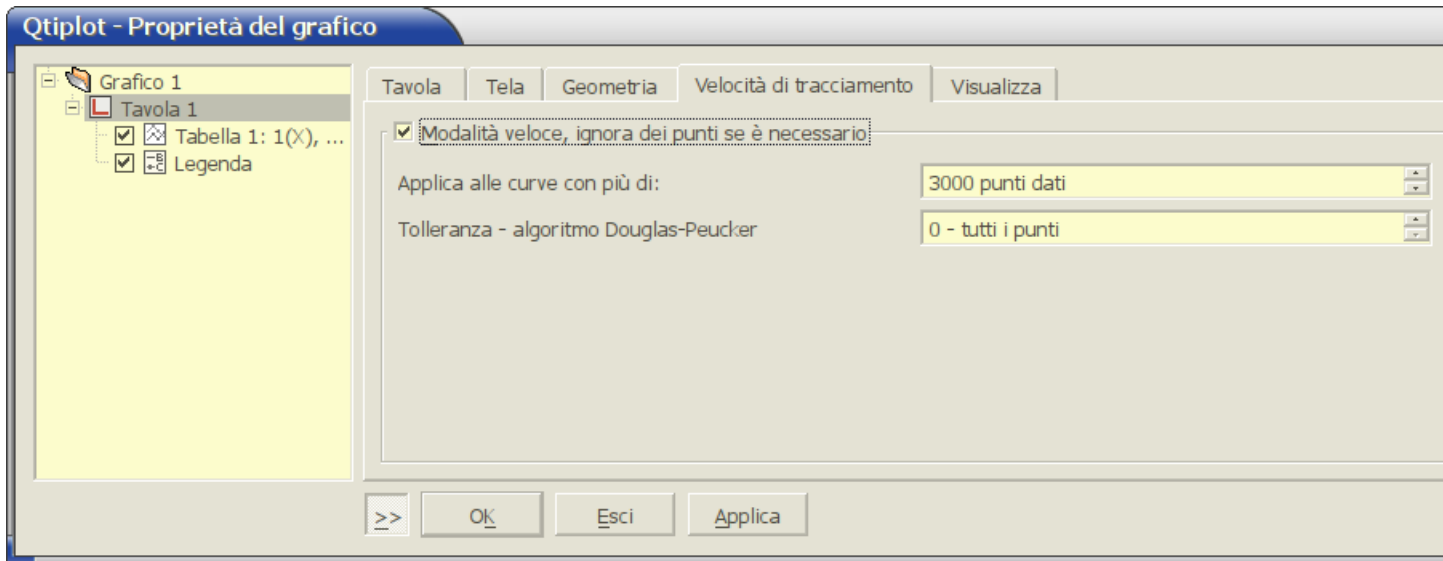 Qtiplot - Proprietà del grafico
Grafico 1
Tavola 1
Tabella 1: 1(X), ...
Legenda
Tavola Tela Geometria Velocità di tracciamento Visualizza
Modalità veloce, ignora dei punti se è necessario
Applica alle curve con più di: 3000 punti dati
Tolleranza - algoritmo Douglas-Peucker 0 - tutti i punti
>> OK Esci Applica